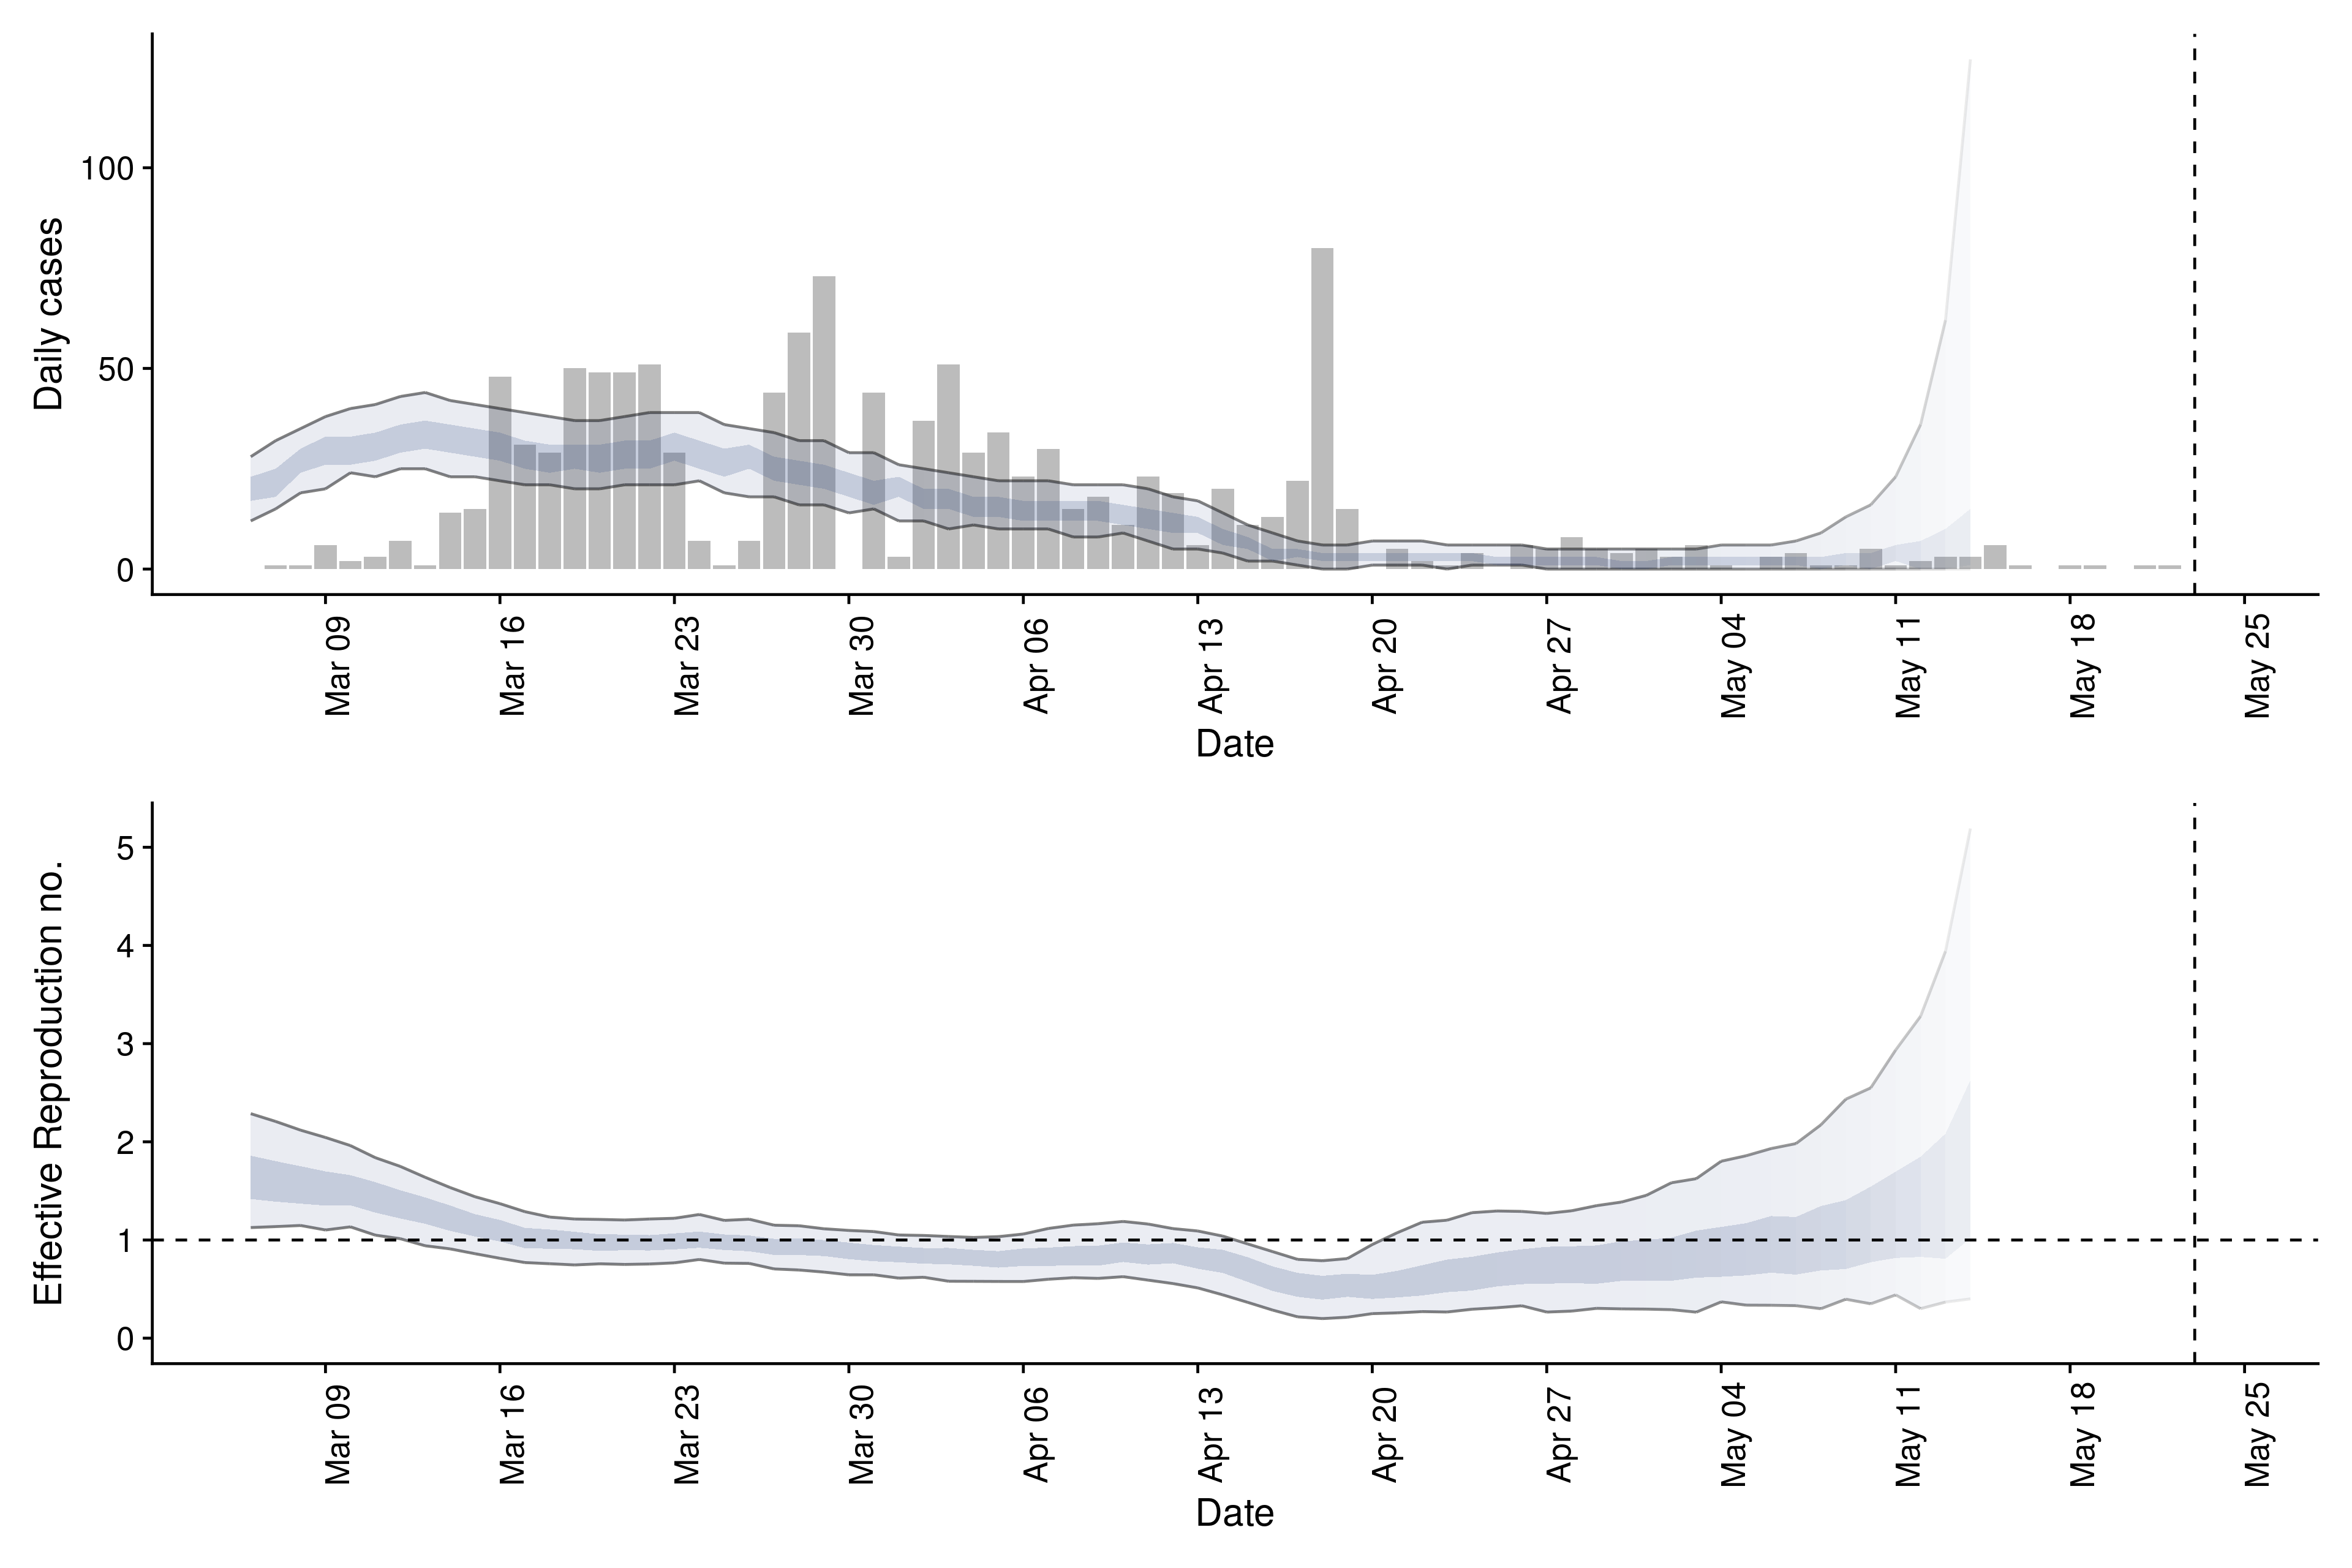 Daily cases
100
50
0
Mar 09
Mar 16
Mar 23
Mar 30
Apr 06
Apr 13
Apr 20
Apr 27
May 04
May 11
May 18
May 25
Date
Effective Reproduction no.
5
4
3
2
1
0
Mar 09
Mar 16
Mar 23
Mar 30
Apr 06
Apr 13
Apr 20
Apr 27
May 04
May 11
May 18
May 25
Date